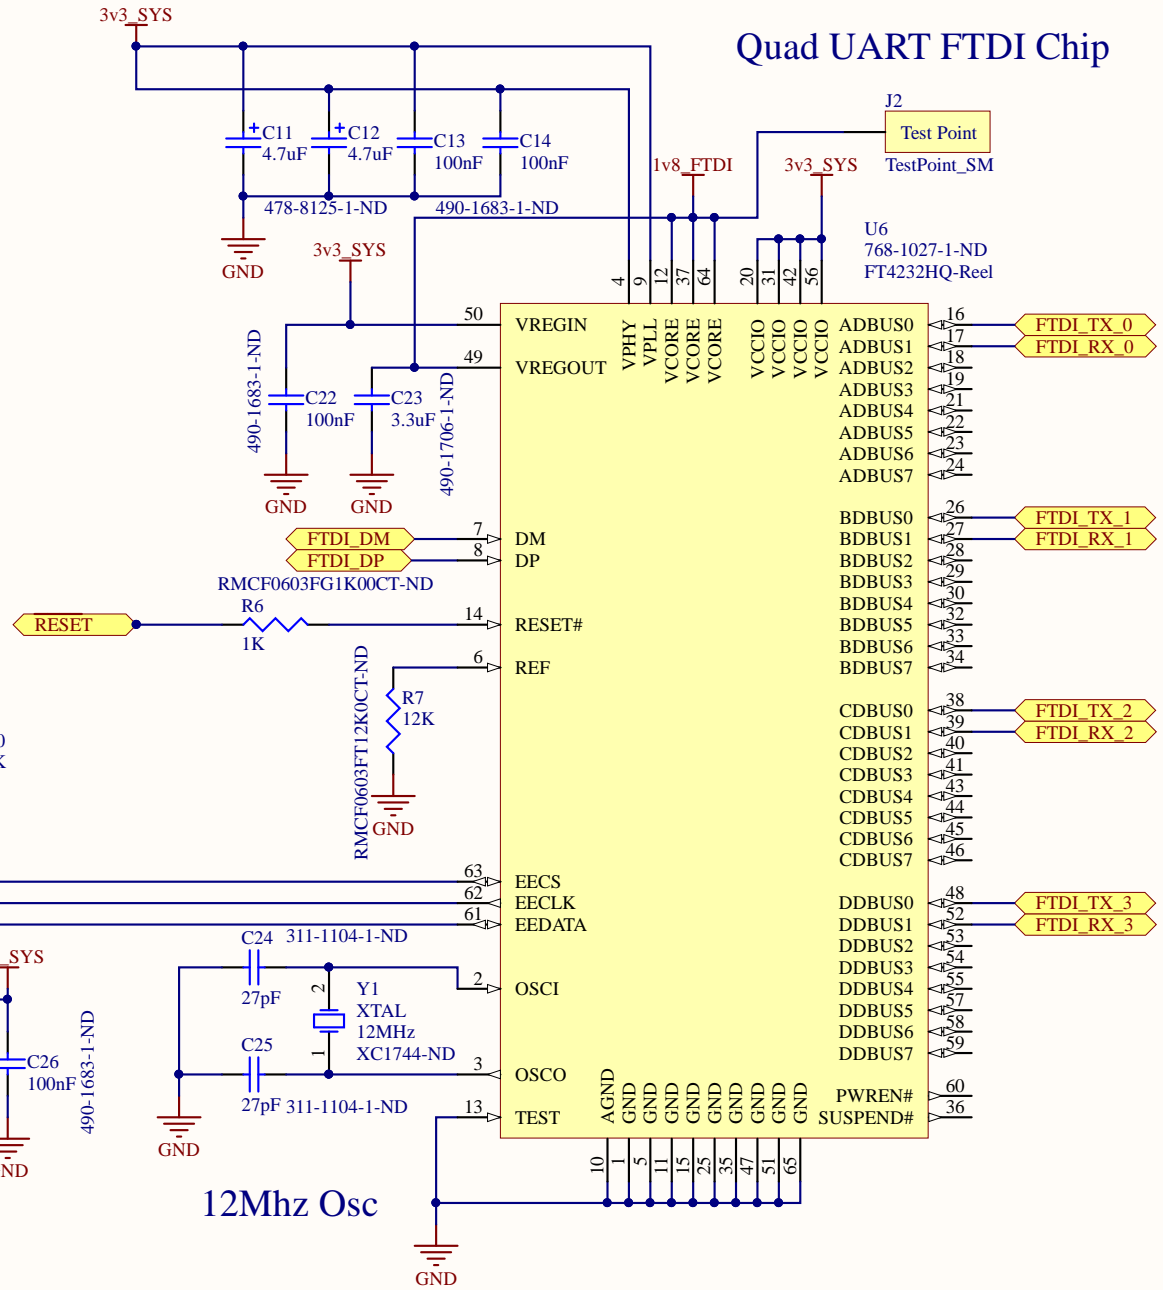 3v3_SYS
Quad UART FTDI Chip
J2
Test Point
TestPoint_SM
C11
4.7uF
C12
4.7uF
C13
100nF
C14
100nF
478-8125-1-ND
490-1683-1-ND
GND
1v8_FTDI
3v3_SYS
U6
768-1027-1-ND
FT4232HQ-Reel
3v3_SYS
4
9
12
37
64
20
31
42
56
VPHY
VPLL
VCORE
VCORE
VCORE
VCCIO
VCCIO
VCCIO
VCCIO
50
VREGIN
49
VREGOUT
490-1683-1-ND
C22
100nF
C23
3.3uF
490-1706-1-ND
GND
GND
FTDI_DM
7
DM
FTDI_DP
8
DP
RMCF0603FG1K00CT-ND
R6
1K
RESET
14
RESET#
6
REF
R7
12K
RMCF0603FT12K0CT-ND
GND
63
EECS
62
EECLK
61
EEDATA
C24
311-1104-1-ND
27pF
2
OSCI
2
1
Y1
XTAL
12MHz
XC1744-ND
C25
27pF
311-1104-1-ND
3
OSCO
13
TEST
GND
_SYS
C26
100nF
490-1683-1-ND
ND
12Mhz Osc
GND
ADBUS0
16
FTDI_TX_0
ADBUS1
17
FTDI_RX_0
ADBUS2
18
ADBUS3
19
ADBUS4
21
ADBUS5
22
ADBUS6
23
ADBUS7
24
BDBUS0
26
FTDI_TX_1
BDBUS1
27
FTDI_RX_1
BDBUS2
28
BDBUS3
29
BDBUS4
30
BDBUS5
32
BDBUS6
33
BDBUS7
34
CDBUS0
38
FTDI_TX_2
CDBUS1
39
FTDI_RX_2
CDBUS2
40
CDBUS3
41
CDBUS4
43
CDBUS5
44
CDBUS6
45
CDBUS7
46
DDBUS0
48
FTDI_TX_3
DDBUS1
52
FTDI_RX_3
DDBUS2
53
DDBUS3
54
DDBUS4
55
DDBUS5
57
DDBUS6
58
DDBUS7
59
PWREN#
60
SUSPEND#
36
AGND
GND
GND
GND
GND
GND
GND
GND
GND
GND
10
1
5
11
15
25
35
47
51
65